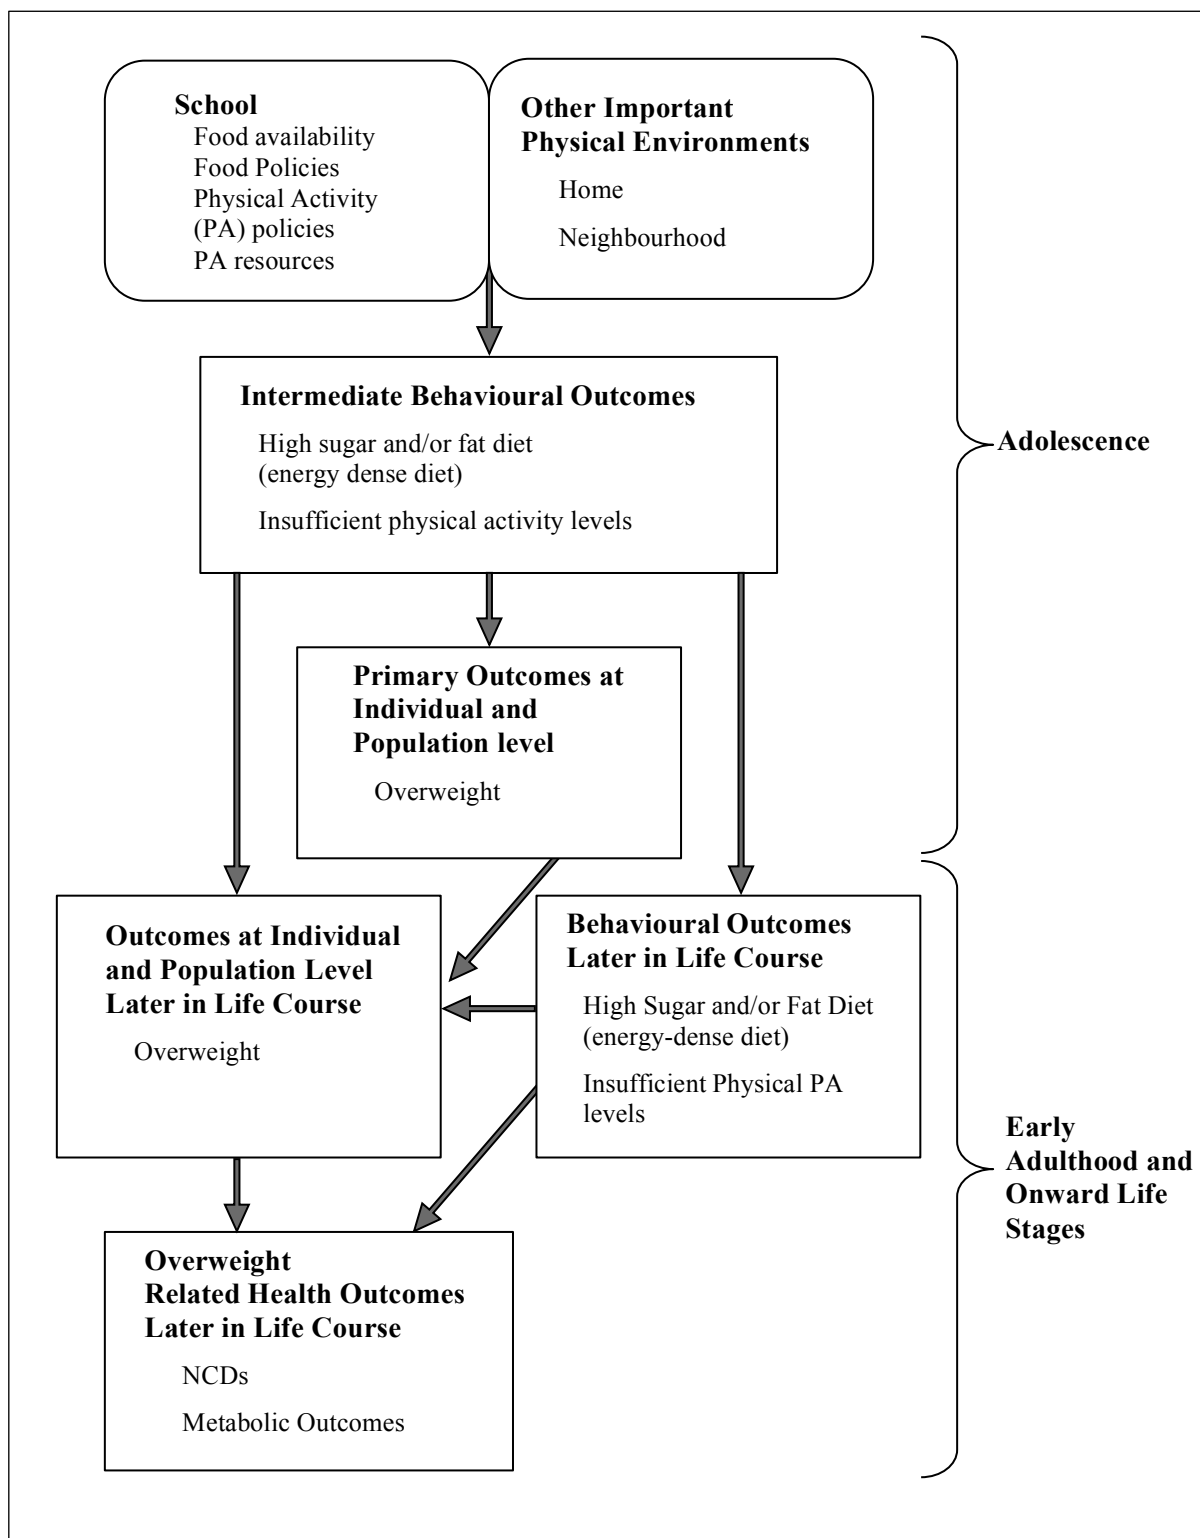 School
Food availability
Food Policies
Physical Activity
(PA) policies
PA resources
Other Important
Physical Environments
Home
Neighbourhood
Intermediate Behavioural Outcomes
High sugar and/or fat diet
(energy dense diet)
Insufficient physical activity levels
Adolescence
Primary Outcomes at
Individual and
Population level
Overweight
Outcomes at Individual
and Population Level
Later in Life Course
Overweight
Behavioural Outcomes
Later in Life Course
High Sugar and/or Fat Diet
(energy-dense diet)
Insufficient Physical PA
levels
Early
Adulthood and
Onward Life
Stages
Overweight
Related Health Outcomes
Later in Life Course
NCDs
Metabolic Outcomes